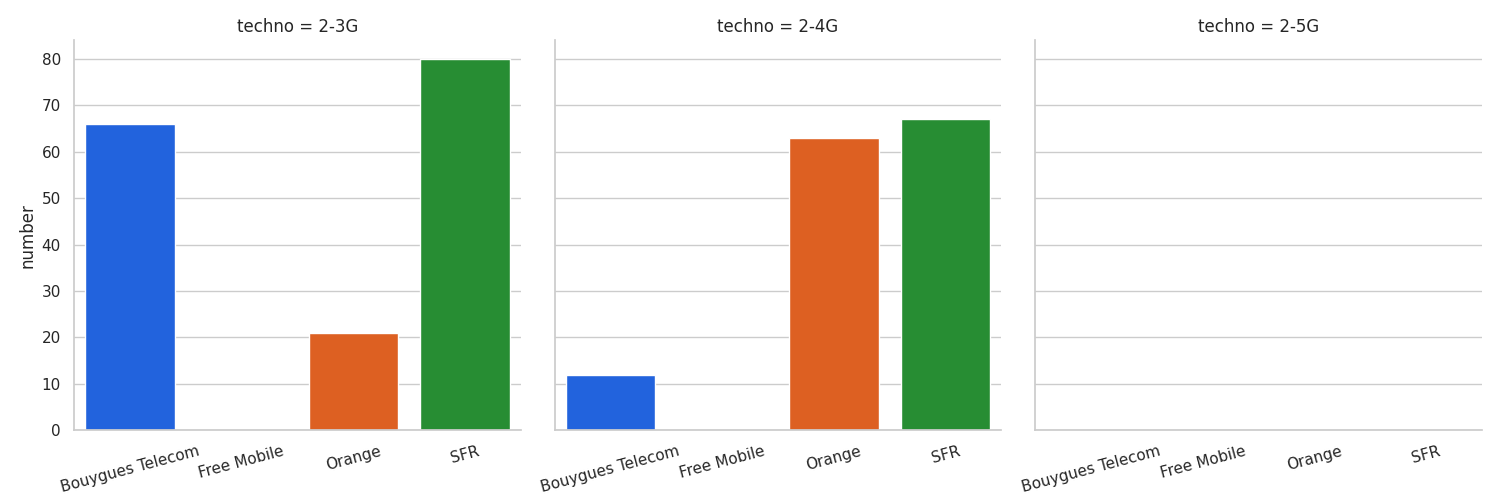 techno = 2-3G
techno = 2-4G
techno = 2-5G
number
80
70
60
50
40
30
20
10
0
Bouygues Telecom
Free Mobile
Orange
SFR
Bouygues Telecom
Free Mobile
Orange
SFR
Bouygues Telecom
Free Mobile
Orange
SFR